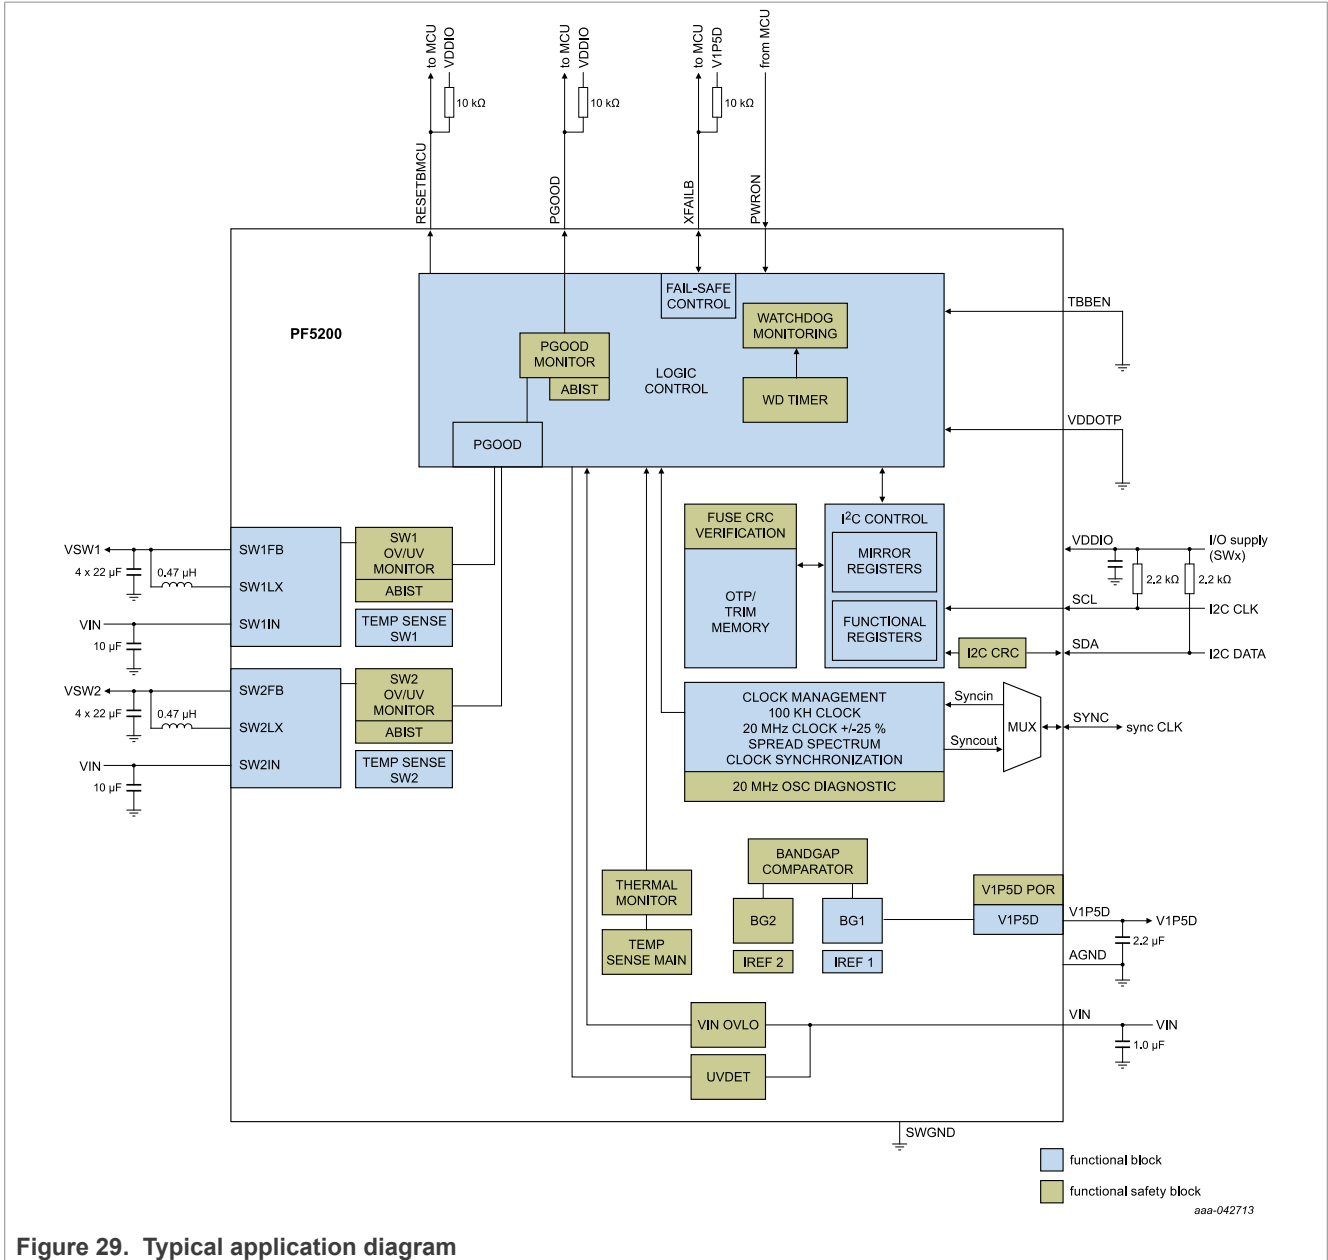 to MCU
VDDIO
10 kΩ
to MCU
VDDIO
10 kΩ
to MCU
V1P5D
10 kΩ
from MCU
RESETBMCU
PGOOD
XFAILB
PWRON
PF5200
FAIL-SAFE
CONTROL
WATCHDOG
MONITORING
PGOOD
MONITOR
ABIST
LOGIC
CONTROL
WD TIMER
PGOOD
TBBEN
VDDOTP
VSW1
4 x 22 µF
0.47 µH
VIN
10 µF
SW1FB
SW1LX
SW1IN
SW1
OV/UV
MONITOR
ABIST
TEMP SENSE
SW1
VSW2
4 x 22 µF
0.47 µH
VIN
10 µF
SW2FB
SW2LX
SW2IN
SW2
OV/UV
MONITOR
ABIST
TEMP SENSE
SW2
FUSE CRC
VERIFICATION
OTP/
TRIM
MEMORY
I2C CONTROL
MIRROR
REGISTERS
FUNCTIONAL
REGISTERS
I2C CRC
VDDIO
I/O supply
(SWx)
2.2 kΩ
2.2 kΩ
SCL
I2C CLK
SDA
I2C DATA
CLOCK MANAGEMENT
100 KH CLOCK
20 MHz CLOCK +/-25 %
SPREAD SPECTRUM
CLOCK SYNCHRONIZATION
20 MHz OSC DIAGNOSTIC
Syncin
Syncout
MUX
SYNC
sync CLK
THERMAL
MONITOR
TEMP
SENSE MAIN
BANDGAP
COMPARATOR
BG2
BG1
IREF 2
IREF 1
V1P5D POR
V1P5D
V1P5D
V1P5D
2.2 µF
AGND
VIN OVLO
UVDET
VIN
VIN
1.0 µF
SWGND
functional block
functional safety block
aaa-042713
Figure 29. Typical application diagram